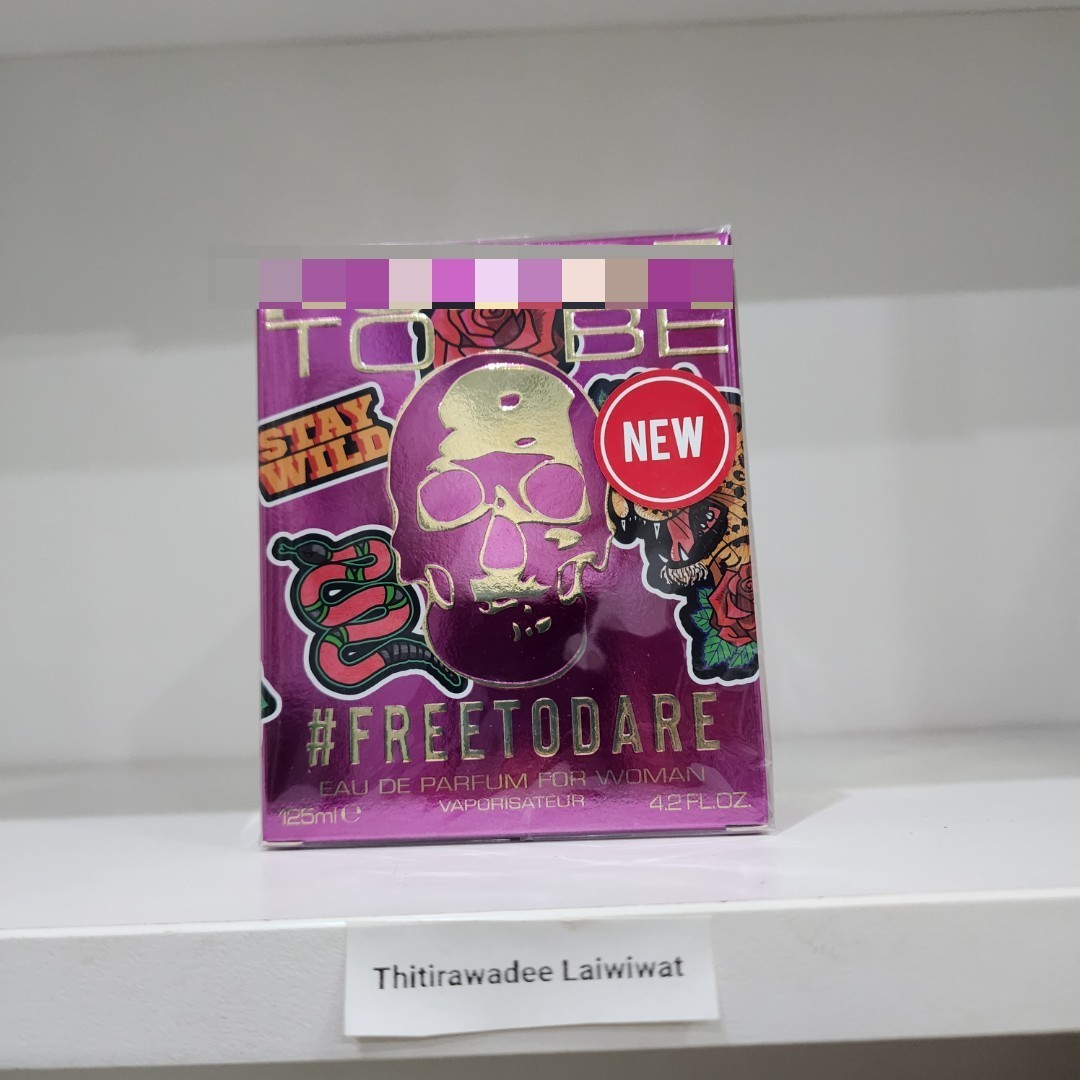 TO BE
STAY
WILD
NEW
#FREETODARE
EAU DE PARFUM FOR WOMAN
VAPORISATEUR
125ml e 4.2 FL.OZ.
Thitirawadee Laiwiwat